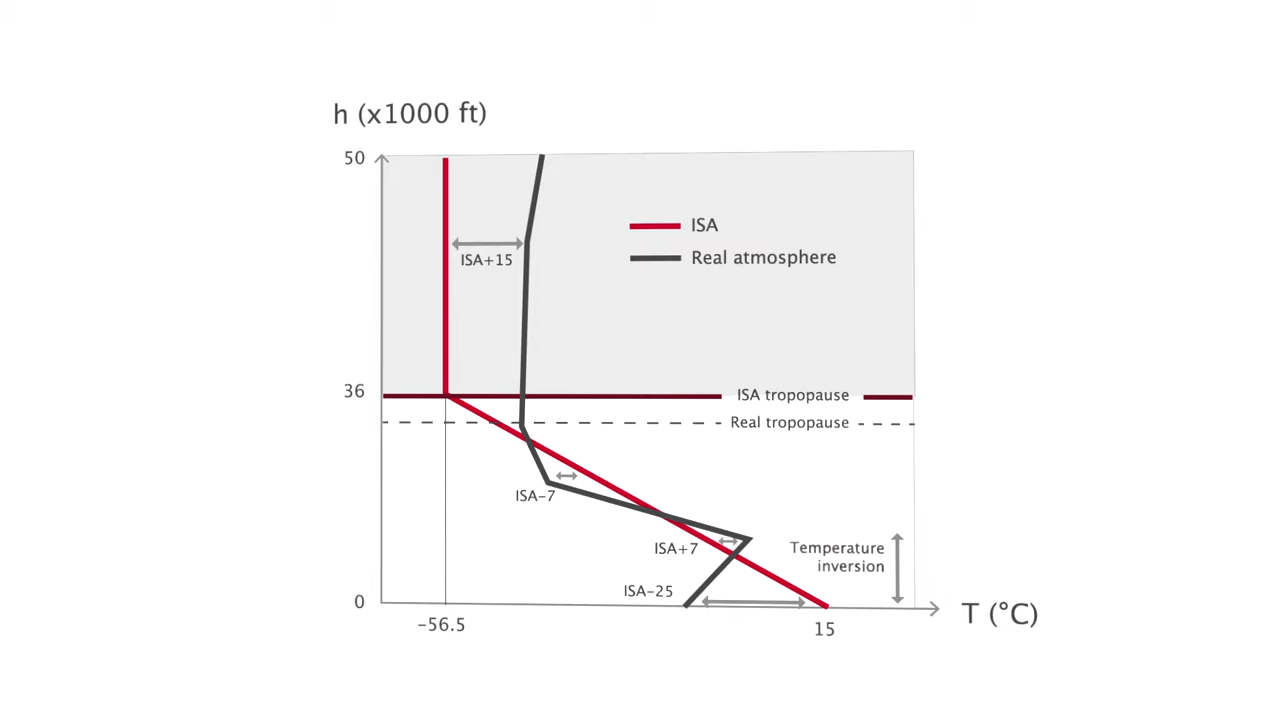 h (x1000 ft)
50
ISA
ISA+15
Real atmosphere
36
ISA tropopause
Real tropopause
ISA-7
ISA+7
Temperature
inversion
ISA-25
0
T (°C)
-56.5
15